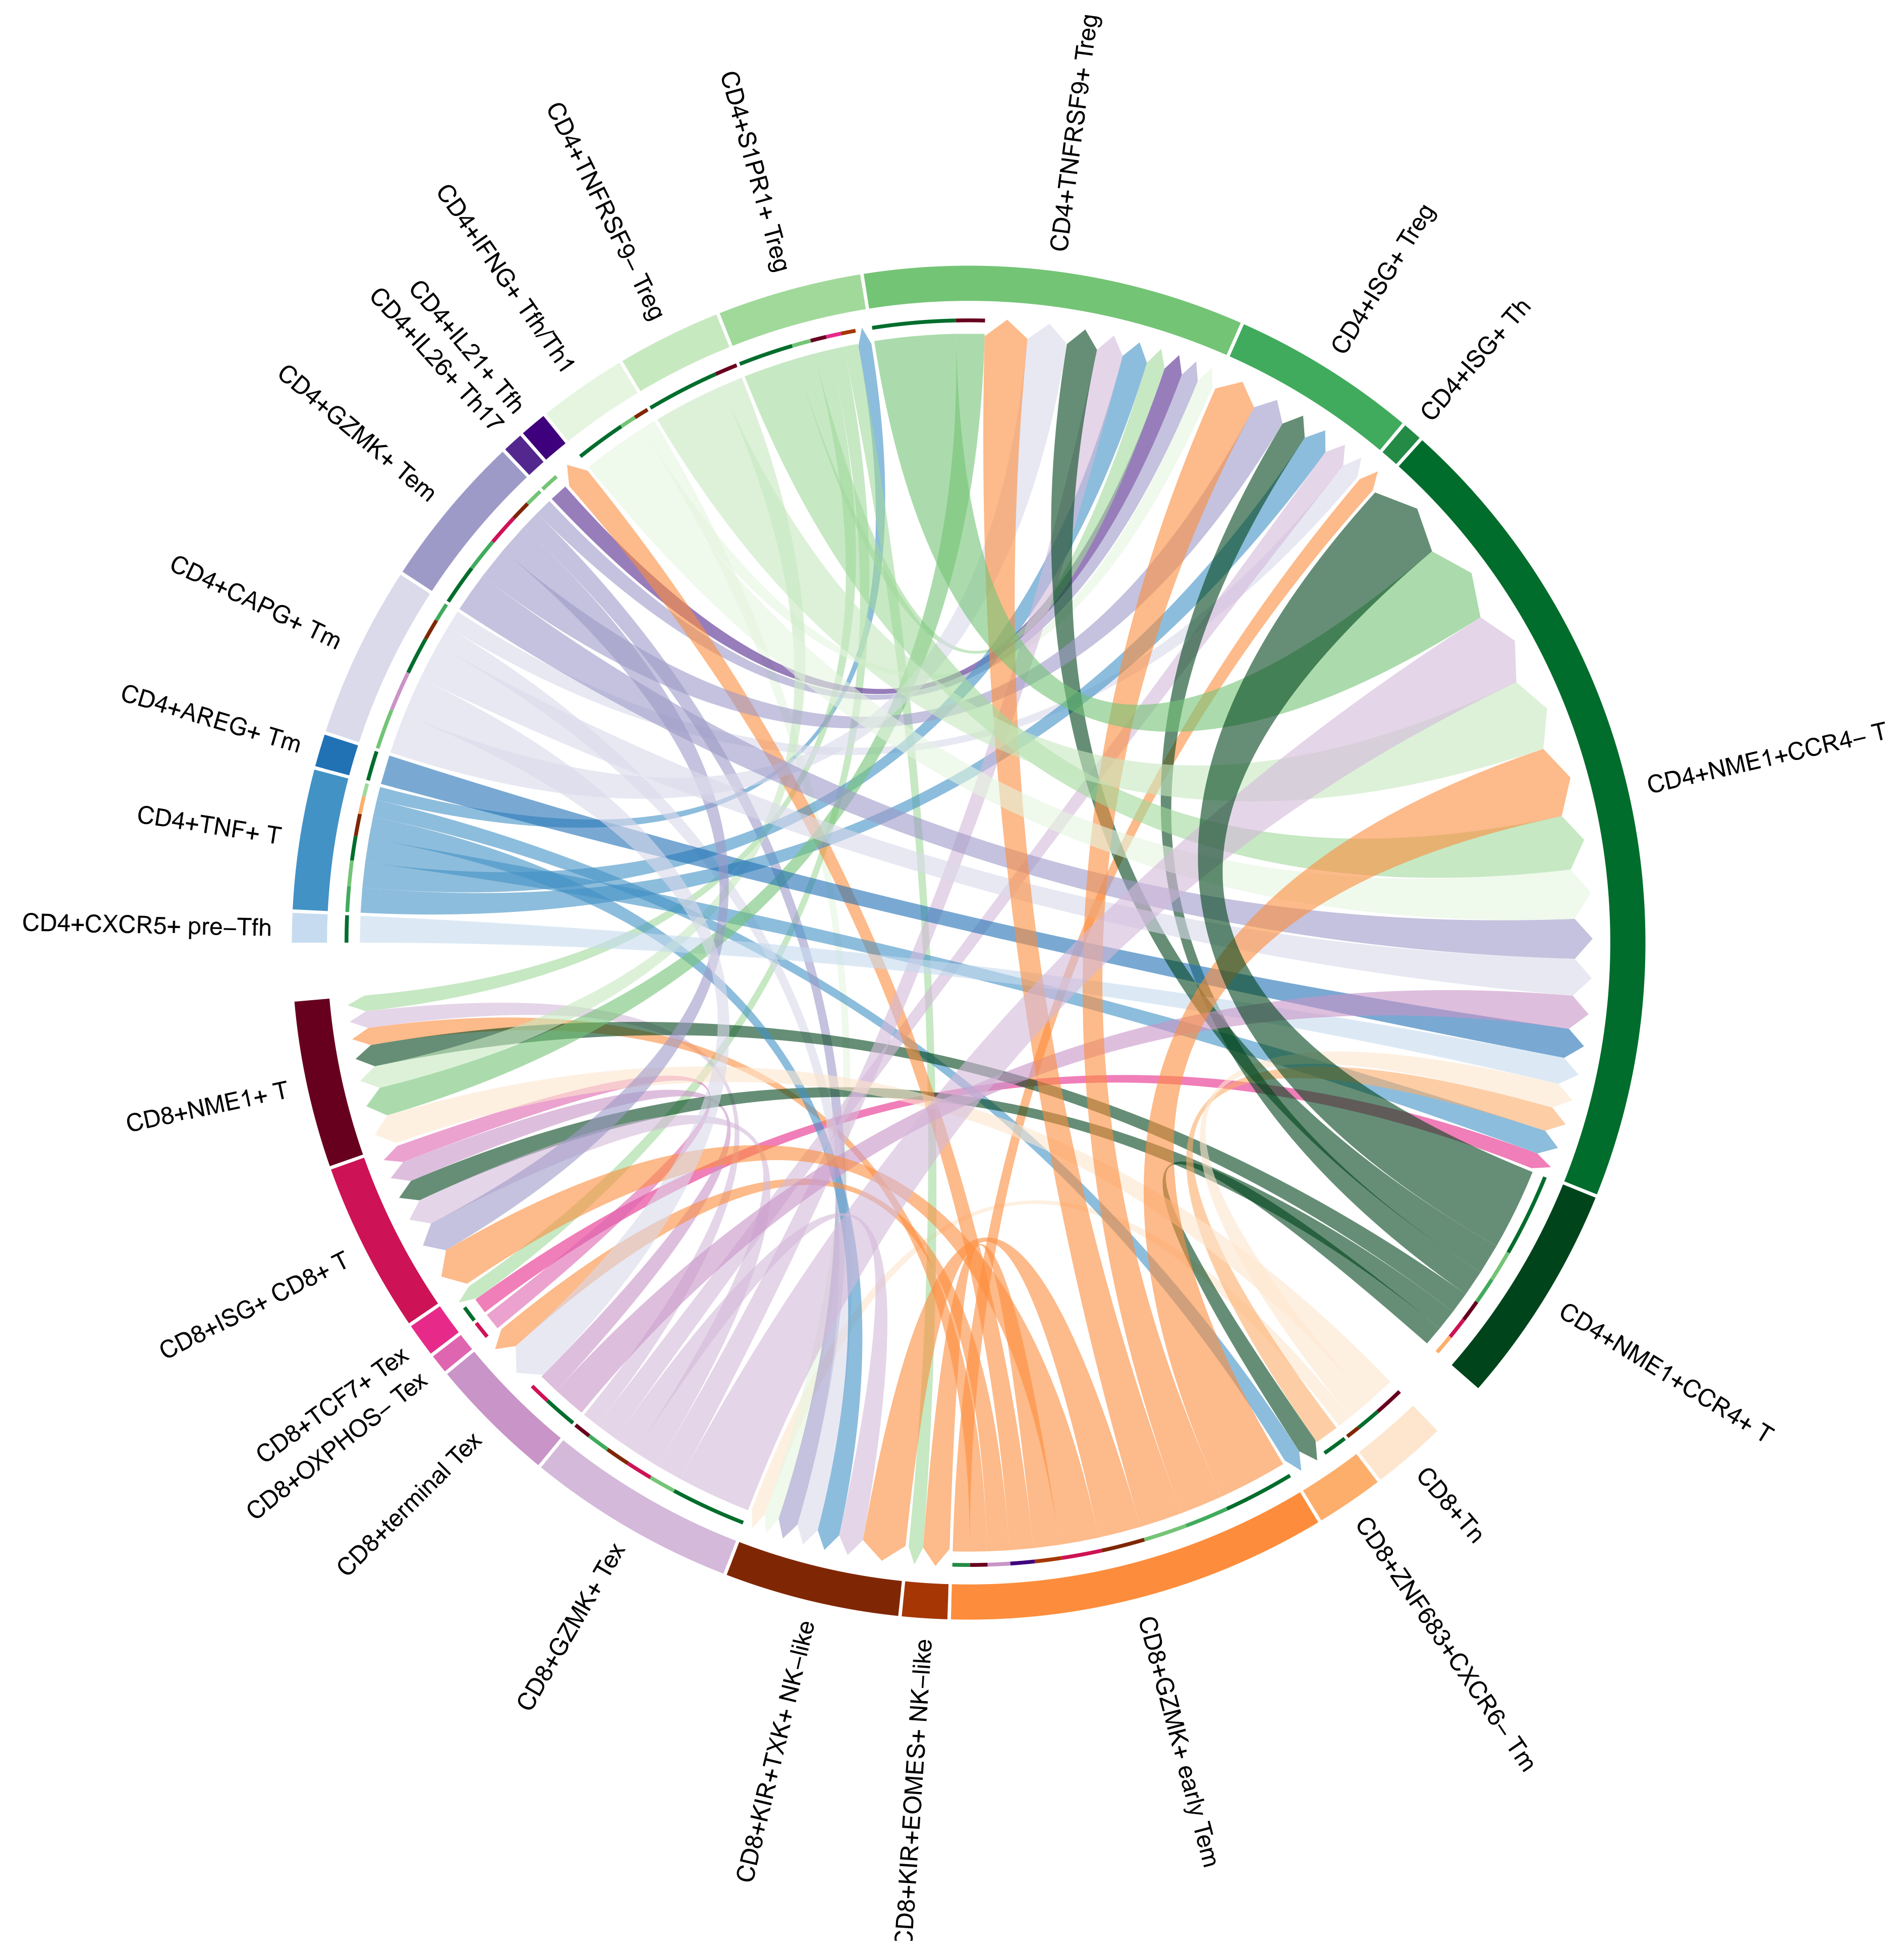 CD4+TNFRSF9+ Treg
CD4+S1PR1+ Treg
CD4+TNFRSF9− Treg
CD4+IFNG+ Tfh/Th1
CD4+IL21+ Tfh
CD4+IL26+ Th17
CD4+GZMK+ Tem
CD4+CAPG+ Tm
CD4+AREG+ Tm
CD4+TNF+ T
CD4+CXCR5+ pre−Tfh
CD8+NME1+ T
CD8+ISG+ CD8+ T
CD8+TCF7+ Tex
CD8+OXPHOS− Tex
CD8+terminal Tex
CD8+GZMK+ Tex
CD8+KIR+TXK+ NK−like
CD8+KIR+EOMES+ NK−like
CD8+GZMK+ early Tem
CD8+ZNF683+CXCR6− Tm
CD8+Tn
CD4+NME1+CCR4+ T
CD4+NME1+CCR4− T
CD4+ISG+ Th
CD4+ISG+ Treg